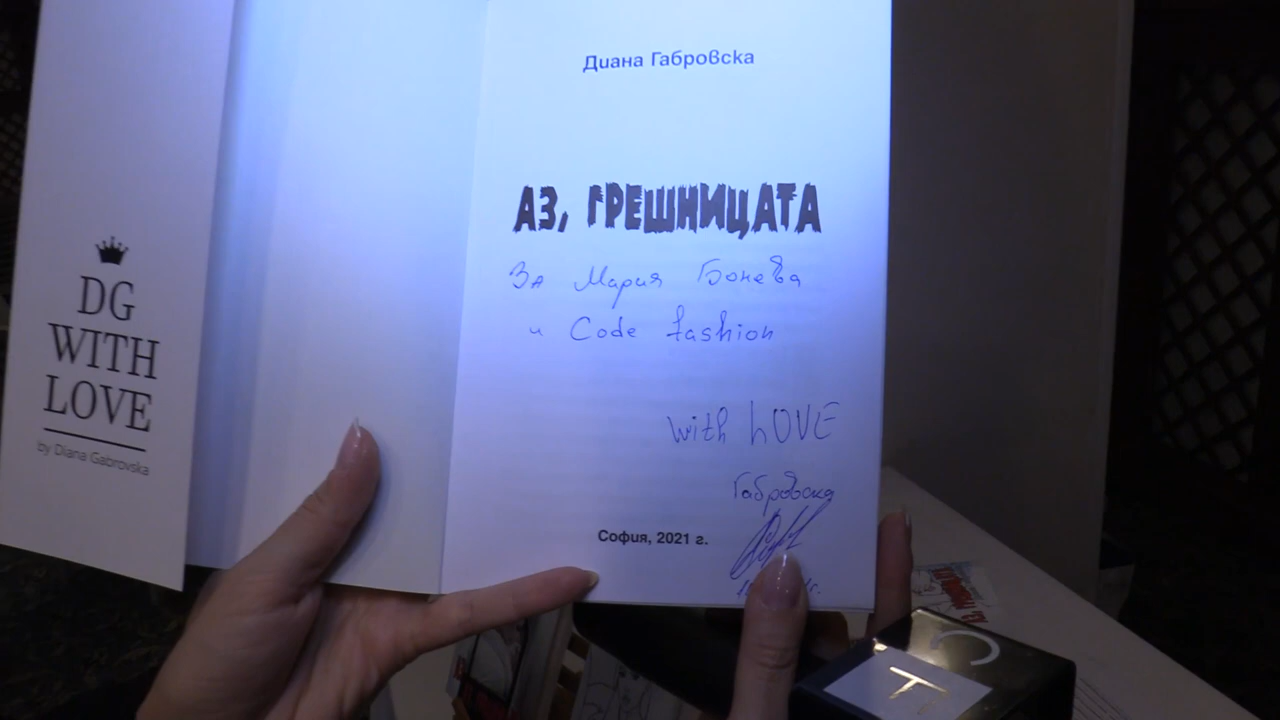 DG
WITH
LOVE
by Diana Gabrovska
Диана Габровска
АЗ, ГРЕШНИЦАТА
За Мария Бонева
и Code fashion
with LOVE
Габровска
София, 2021 г.